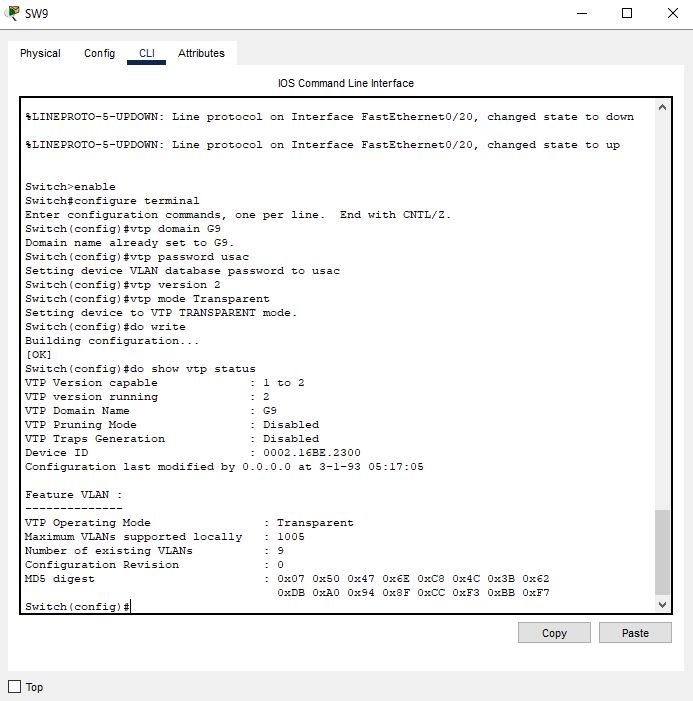 SW9
Physical Config CLI Attributes
IOS Command Line Interface
%LINEPROTO-5-UPDOWN: Line protocol on Interface FastEthernet0/20, changed state to down
%LINEPROTO-5-UPDOWN: Line protocol on Interface FastEthernet0/20, changed state to up
Switch>enable
Switch#configure terminal
Enter configuration commands, one per line.  End with CNTL/Z.
Switch(config)#vtp domain G9
Domain name already set to G9.
Switch(config)#vtp password usac
Setting device VLAN database password to usac
Switch(config)#vtp version 2
Switch(config)#vtp mode Transparent
Setting device to VTP TRANSPARENT mode.
Switch(config)#do write
Building configuration...
[OK]
Switch(config)#do show vtp status
VTP Version capable             : 1 to 2
VTP version running             : 2
VTP Domain Name                 : G9
VTP Pruning Mode                : Disabled
VTP Traps Generation            : Disabled
Device ID                       : 0002.16BE.2300
Configuration last modified by 0.0.0.0 at 3-1-93 05:17:05
Feature VLAN :
--------------
VTP Operating Mode                : Transparent
Maximum VLANs supported locally   : 1005
Number of existing VLANs          : 9
Configuration Revision            : 0
MD5 digest                        : 0x07 0x50 0x47 0x6E 0xC8 0x4C 0x3B 0x62
0xDB 0xA0 0x94 0x8F 0xCC 0xF3 0xBB 0xF7
Switch(config)#
Copy Paste
Top